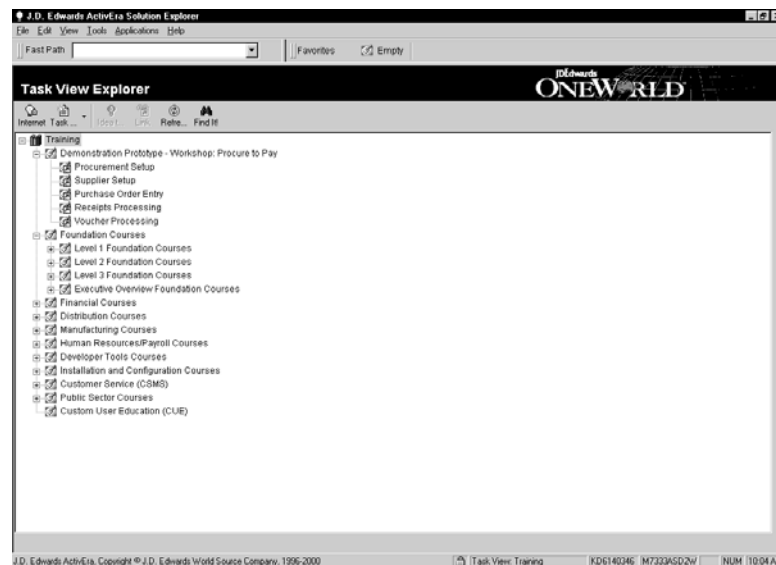 J.D. Edwards ActivEra Solution Explorer
File Edit View Tools Applications Help
Fast Path Favorites Empty
Task View Explorer
JDEdwards
ONEWORLD
Internet Task ... Idea t... Link Refre... Find It!
Training
Demonstration Prototype - Workshop: Procure to Pay
Procurement Setup
Supplier Setup
Purchase Order Entry
Receipts Processing
Voucher Processing
Foundation Courses
Level 1 Foundation Courses
Level 2 Foundation Courses
Level 3 Foundation Courses
Executive Overview Foundation Courses
Financial Courses
Distribution Courses
Manufacturing Courses
Human Resources/Payroll Courses
Developer Tools Courses
Installation and Configuration Courses
Customer Service (CSMS)
Public Sector Courses
Custom User Education (CUE)
J.D. Edwards ActivEra, Copyright © J.D. Edwards World Source Company, 1996-2000 Task View: Training KD6140346 M7333ASD2W NUM 10:04 A